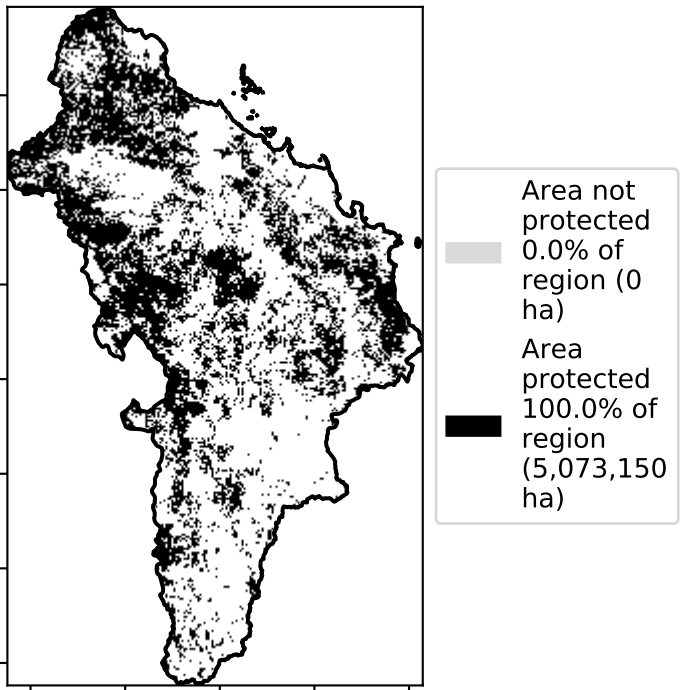 Area not
protected
0.0% of
region (0
ha)
Area
protected
100.0% of
region
(5,073,150
ha)